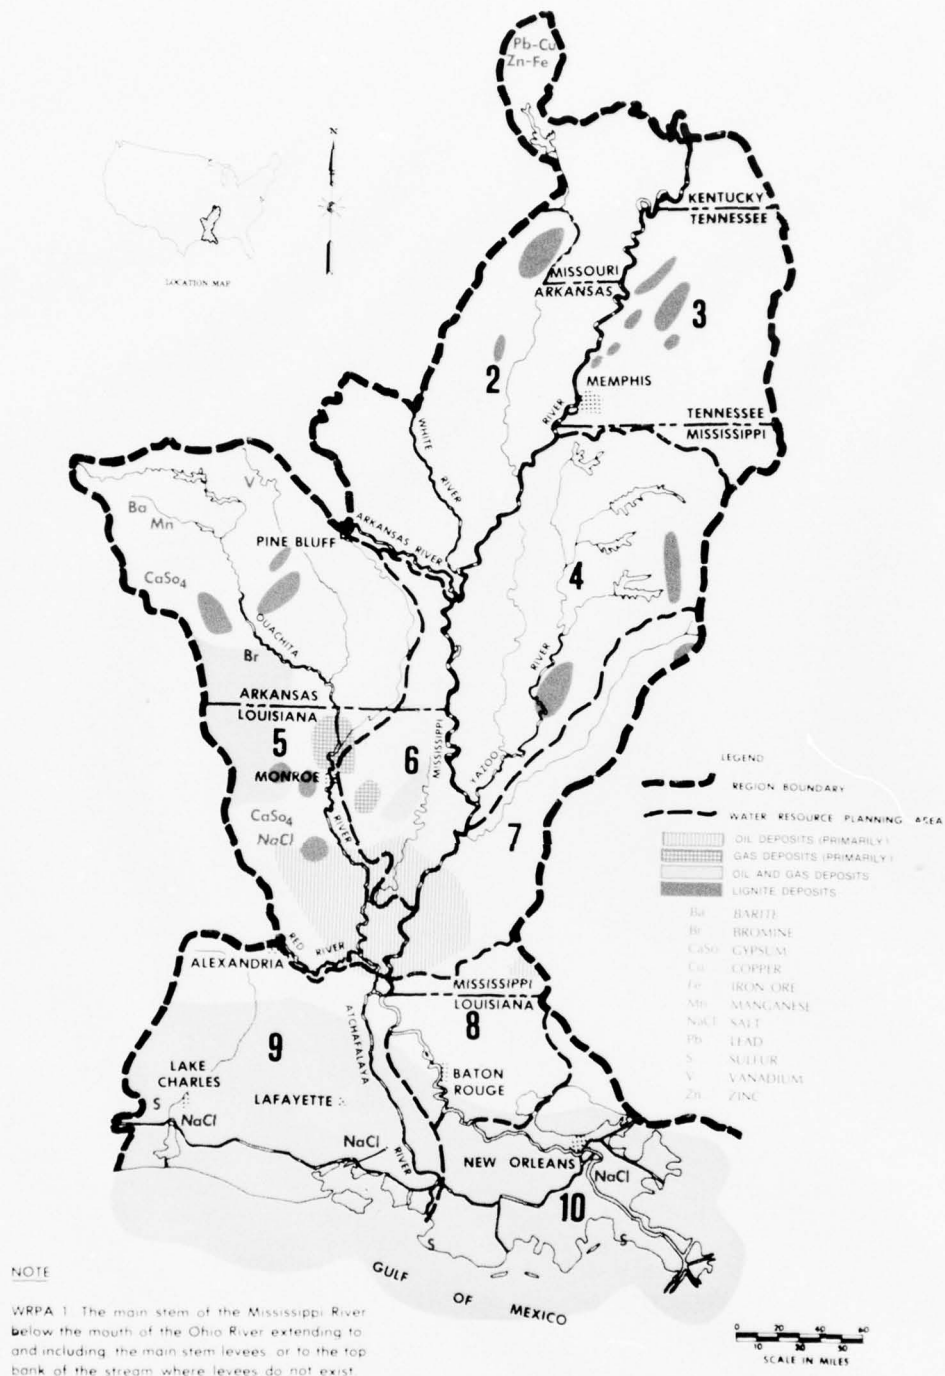 Pb-Cu
Zn-Fe
N
LOCATION MAP
KENTUCKY
TENNESSEE
MISSOURI
ARKANSAS
3
2
MEMPHIS
RIVER
TENNESSEE
MISSISSIPPI
WHITE
RIVER
V
Ba
Mn
ARKANSAS RIVER
PINE BLUFF
4
CaSo4
OUACHITA
Br
RIVER
ARKANSAS
LOUISIANA
5
6
MISSISSIPPI
MONROE
YAZOO
CaSo4
NaCl
RIVER
7
LEGEND
REGION BOUNDARY
WATER RESOURCE PLANNING AREA
OIL DEPOSITS (PRIMARILY)
GAS DEPOSITS (PRIMARILY)
OIL AND GAS DEPOSITS
LIGNITE DEPOSITS
Ba BARITE
Br BROMINE
CaSo GYPSUM
Cu COPPER
Fe IRON ORE
Mn MANGANESE
NaCl SALT
Pb LEAD
S SULFUR
V VANADIUM
Zn ZINC
RED RIVER
ALEXANDRIA
MISSISSIPPI
LOUISIANA
8
ATCHAFALAYA
9
LAKE
CHARLES
BATON
ROUGE
S
NaCl
LAFAYETTE
NaCl
RIVER
NEW ORLEANS
NaCl
10
S
S
GULF
OF
MEXICO
NOTE
WRPA 1 The main stem of the Mississippi River
below the mouth of the Ohio River extending to
and including the main stem levees or to the top
bank of the stream where levees do not exist.
0 20 40 60
10 30 50
SCALE IN MILES